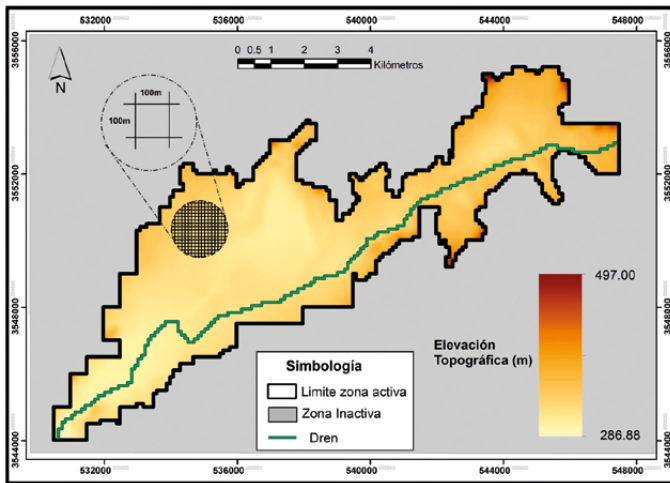 532000 536000 540000 544000 548000
3556000
3552000
3548000
3544000
N
0 0.5 1 2 3 4
Kilómetros
100m
100m
497.00
Elevación
Topográfica (m)
286.88
Simbología
Limite zona activa
Zona Inactiva
Dren
3556000
3552000
3548000
3544000
532000 536000 540000 544000 548000